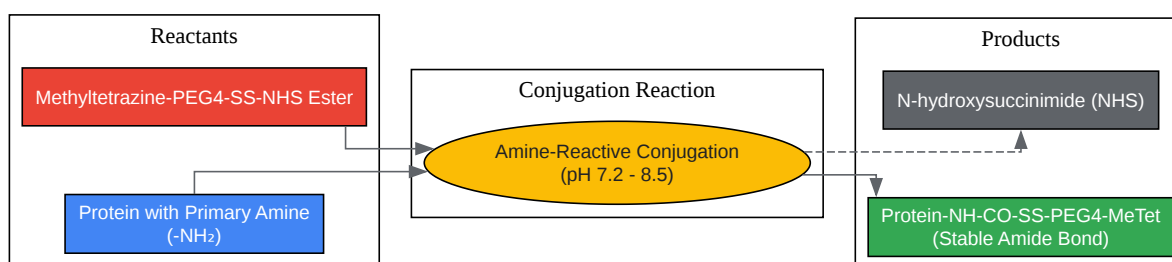 Reactants
Methyltetrazine-PEG4-SS-NHS Ester
Protein with Primary Amine
(-NH₂)
Conjugation Reaction
Amine-Reactive Conjugation
(pH 7.2 - 8.5)
Products
N-hydroxysuccinimide (NHS)
Protein-NH-CO-SS-PEG4-MeTet
(Stable Amide Bond)